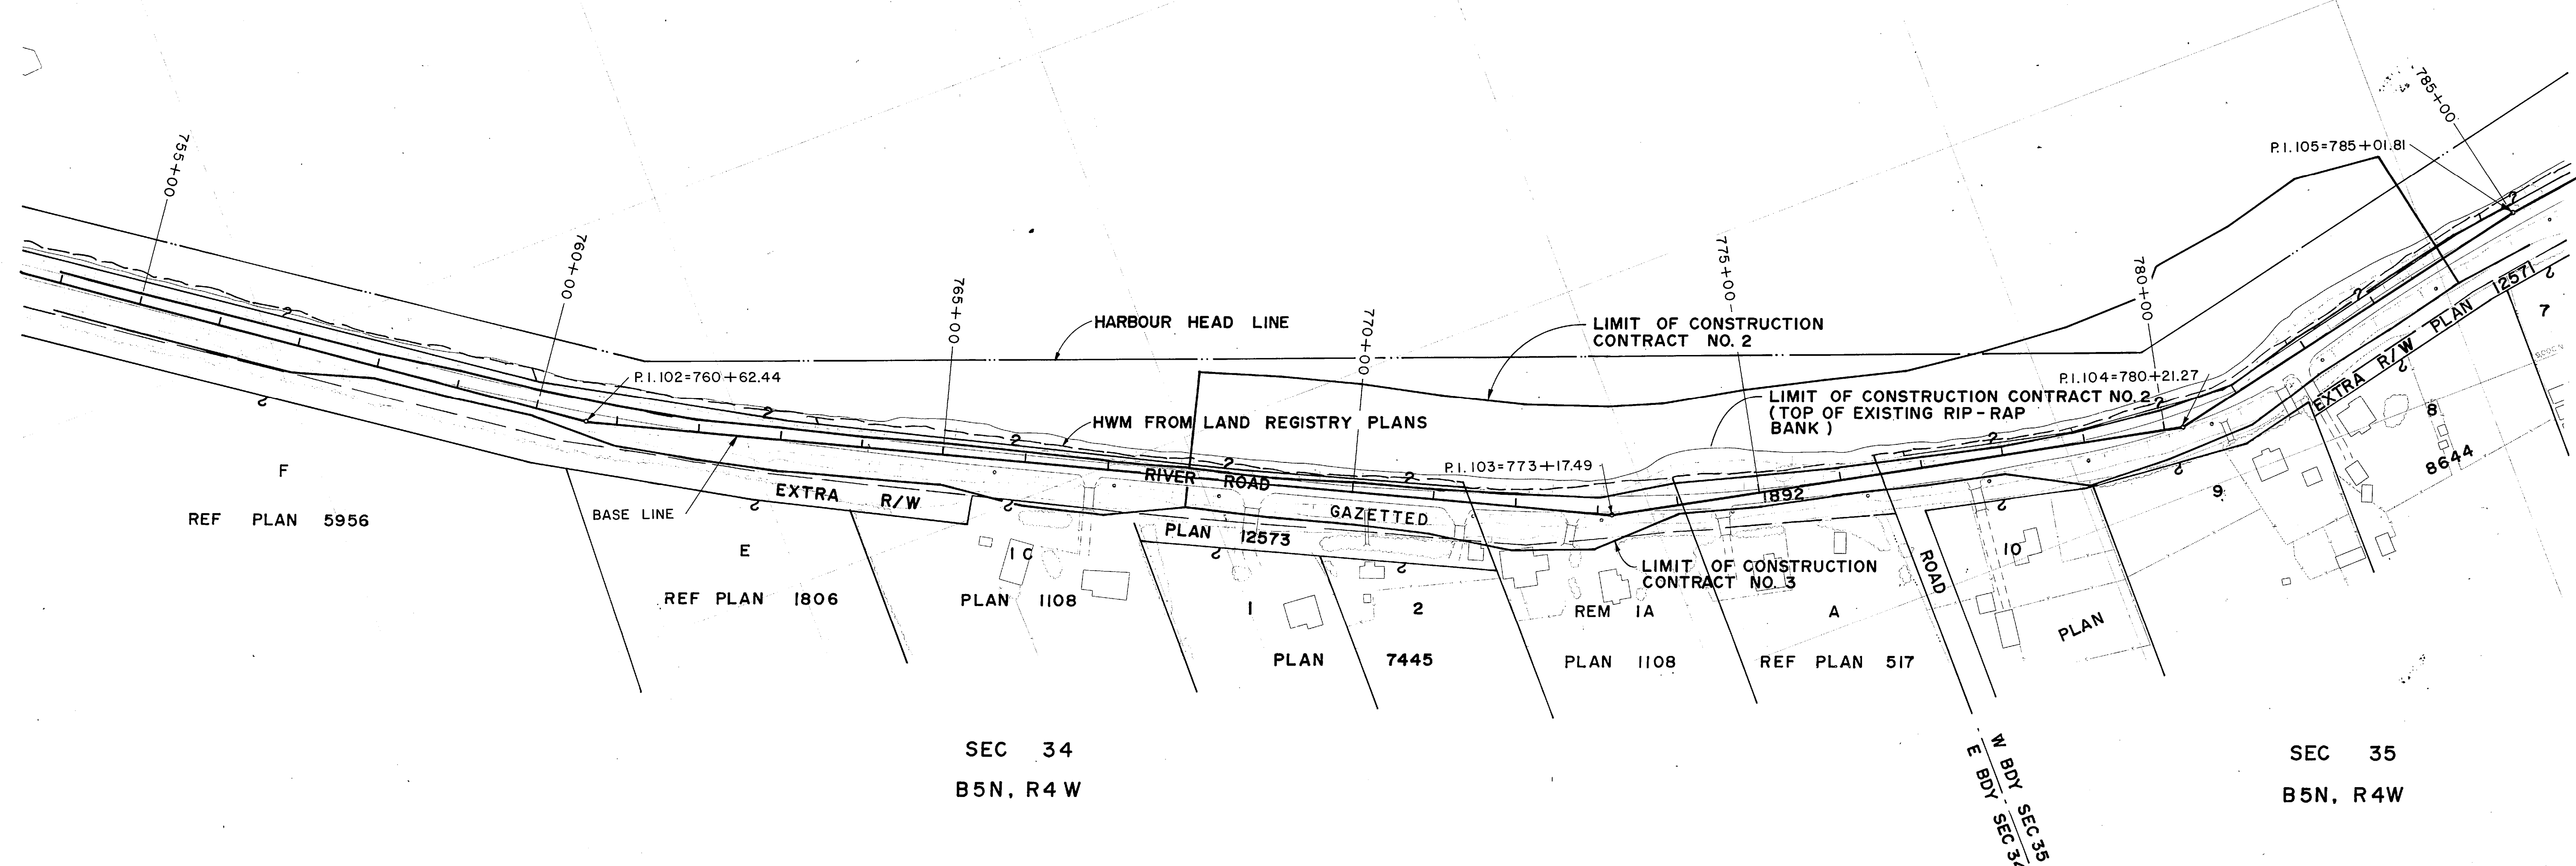 755+00
760+00
765+00
770+00
775+00
780+00
785+00
P.I.105=785+01.81
HARBOUR HEAD LINE
LIMIT OF CONSTRUCTION
CONTRACT NO. 2
P.I.102=760+62.44
P.I.104=780+21.27
LIMIT OF CONSTRUCTION CONTRACT NO. 2
(TOP OF EXISTING RIP-RAP
BANK)
HWM FROM LAND REGISTRY PLANS
P.I.103=773+17.49
RIVER ROAD
GAZETTED
1892
EXTRA R/W
EXTRA R/W PLAN 12571
BASE LINE
PLAN 12573
LIMIT OF CONSTRUCTION
CONTRACT NO. 3
F
REF PLAN 5956
E
REF PLAN 1806
1C
PLAN 1108
1
2
PLAN 7445
REM 1A
PLAN 1108
A
REF PLAN 517
ROAD
10
PLAN
9
8
8644
7
SEC 34
B5N, R4W
W BDY SEC 35
E BDY SEC
SEC 35
B5N, R4W